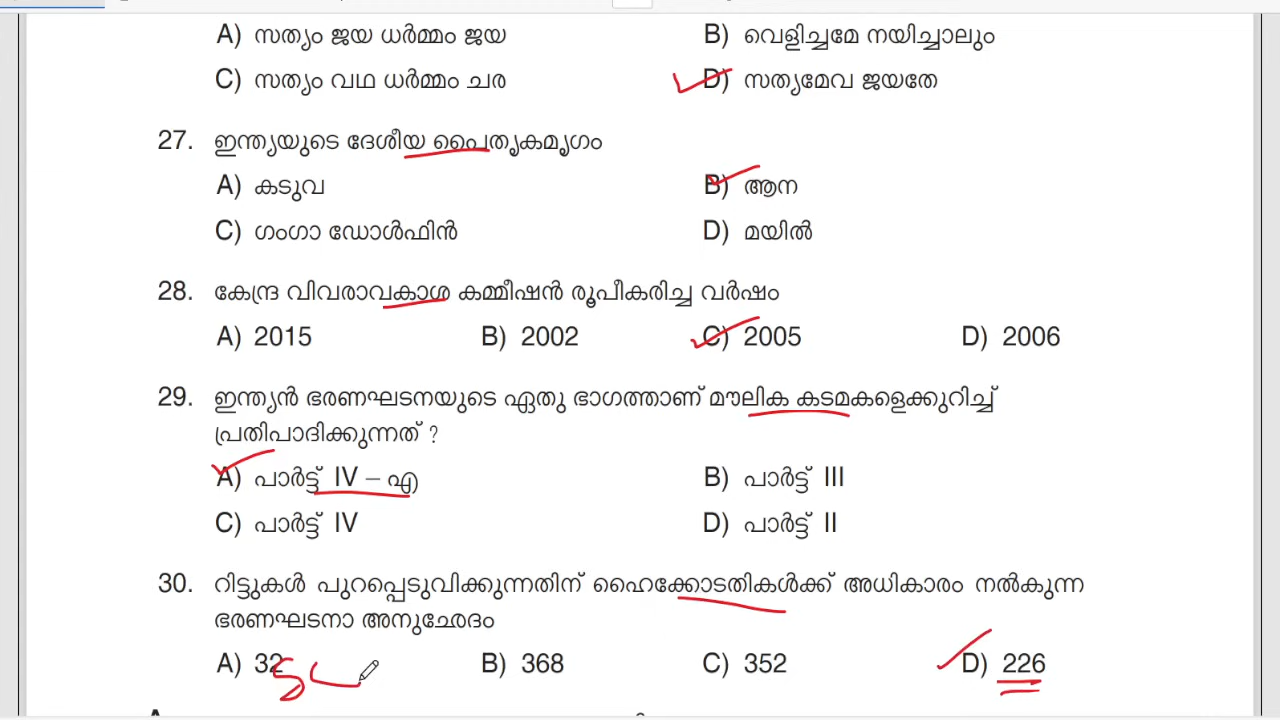 A) സത്യം ജയ ധർമ്മം ജയ B) വെളിച്ചമേ നയിച്ചാലും
C) സത്യം വഥ ധർമ്മം ചര D) സത്യമേവ ജയതേ
27. ഇന്ത്യയുടെ ദേശീയ പൈതൃകമൃഗം
A) കടുവ B) ആന
C) ഗംഗാ ഡോൾഫിൻ D) മയിൽ
28. കേന്ദ്ര വിവരാവകാശ കമ്മീഷൻ രൂപീകരിച്ച വർഷം
A) 2015 B) 2002 C) 2005 D) 2006
29. ഇന്ത്യൻ ഭരണഘടനയുടെ ഏതു ഭാഗത്താണ് മൗലിക കടമകളെക്കുറിച്ച്
പ്രതിപാദിക്കുന്നത് ?
A) പാർട്ട് IV – എ B) പാർട്ട് III
C) പാർട്ട് IV D) പാർട്ട് II
30. റിട്ടുകൾ പുറപ്പെടുവിക്കുന്നതിന് ഹൈക്കോടതികൾക്ക് അധികാരം നൽകുന്ന
ഭരണഘടനാ അനുഛേദം
A) 32 B) 368 C) 352 D) 226